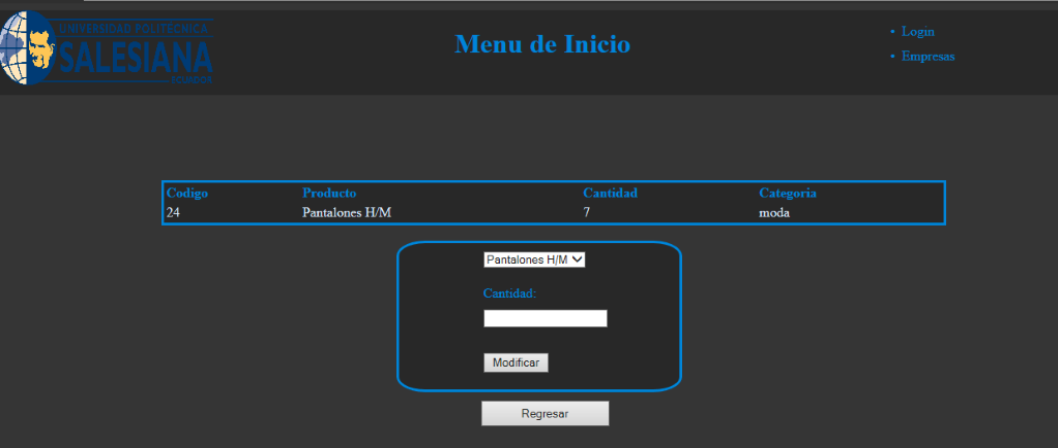 UNIVERSIDAD POLITECNICA
SALESIANA
ECUADOR
Menu de Inicio
▪ Login
▪ Empresas
Codigo Producto Cantidad Categoria
24 Pantalones H/M 7 moda
Pantalones H/M
Cantidad:
Modificar
Regresar